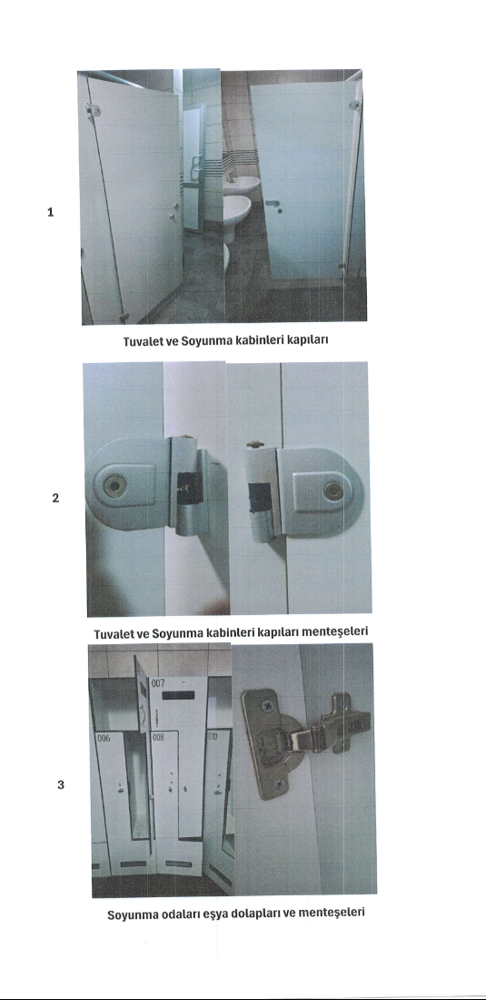 1
Tuvalet ve Soyunma kabinleri kapıları
2
Tuvalet ve Soyunma kabinleri kapıları menteşeleri
007
006
008
010
3
Soyunma odaları eşya dolapları ve menteşeleri